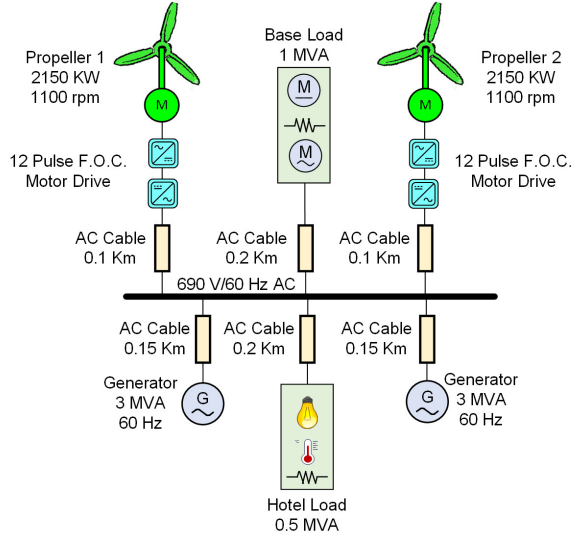 Propeller 1
2150 KW
1100 rpm
M
12 Pulse F.O.C.
Motor Drive
AC Cable
0.1 Km
Base Load
1 MVA
M
M
AC Cable
0.2 Km
Propeller 2
2150 KW
1100 rpm
M
12 Pulse F.O.C.
Motor Drive
AC Cable
0.1 Km
690 V/60 Hz AC
AC Cable
0.15 Km
Generator
3 MVA
60 Hz
G
AC Cable
0.2 Km
Hotel Load
0.5 MVA
AC Cable
0.15 Km
Generator
3 MVA
60 Hz
G